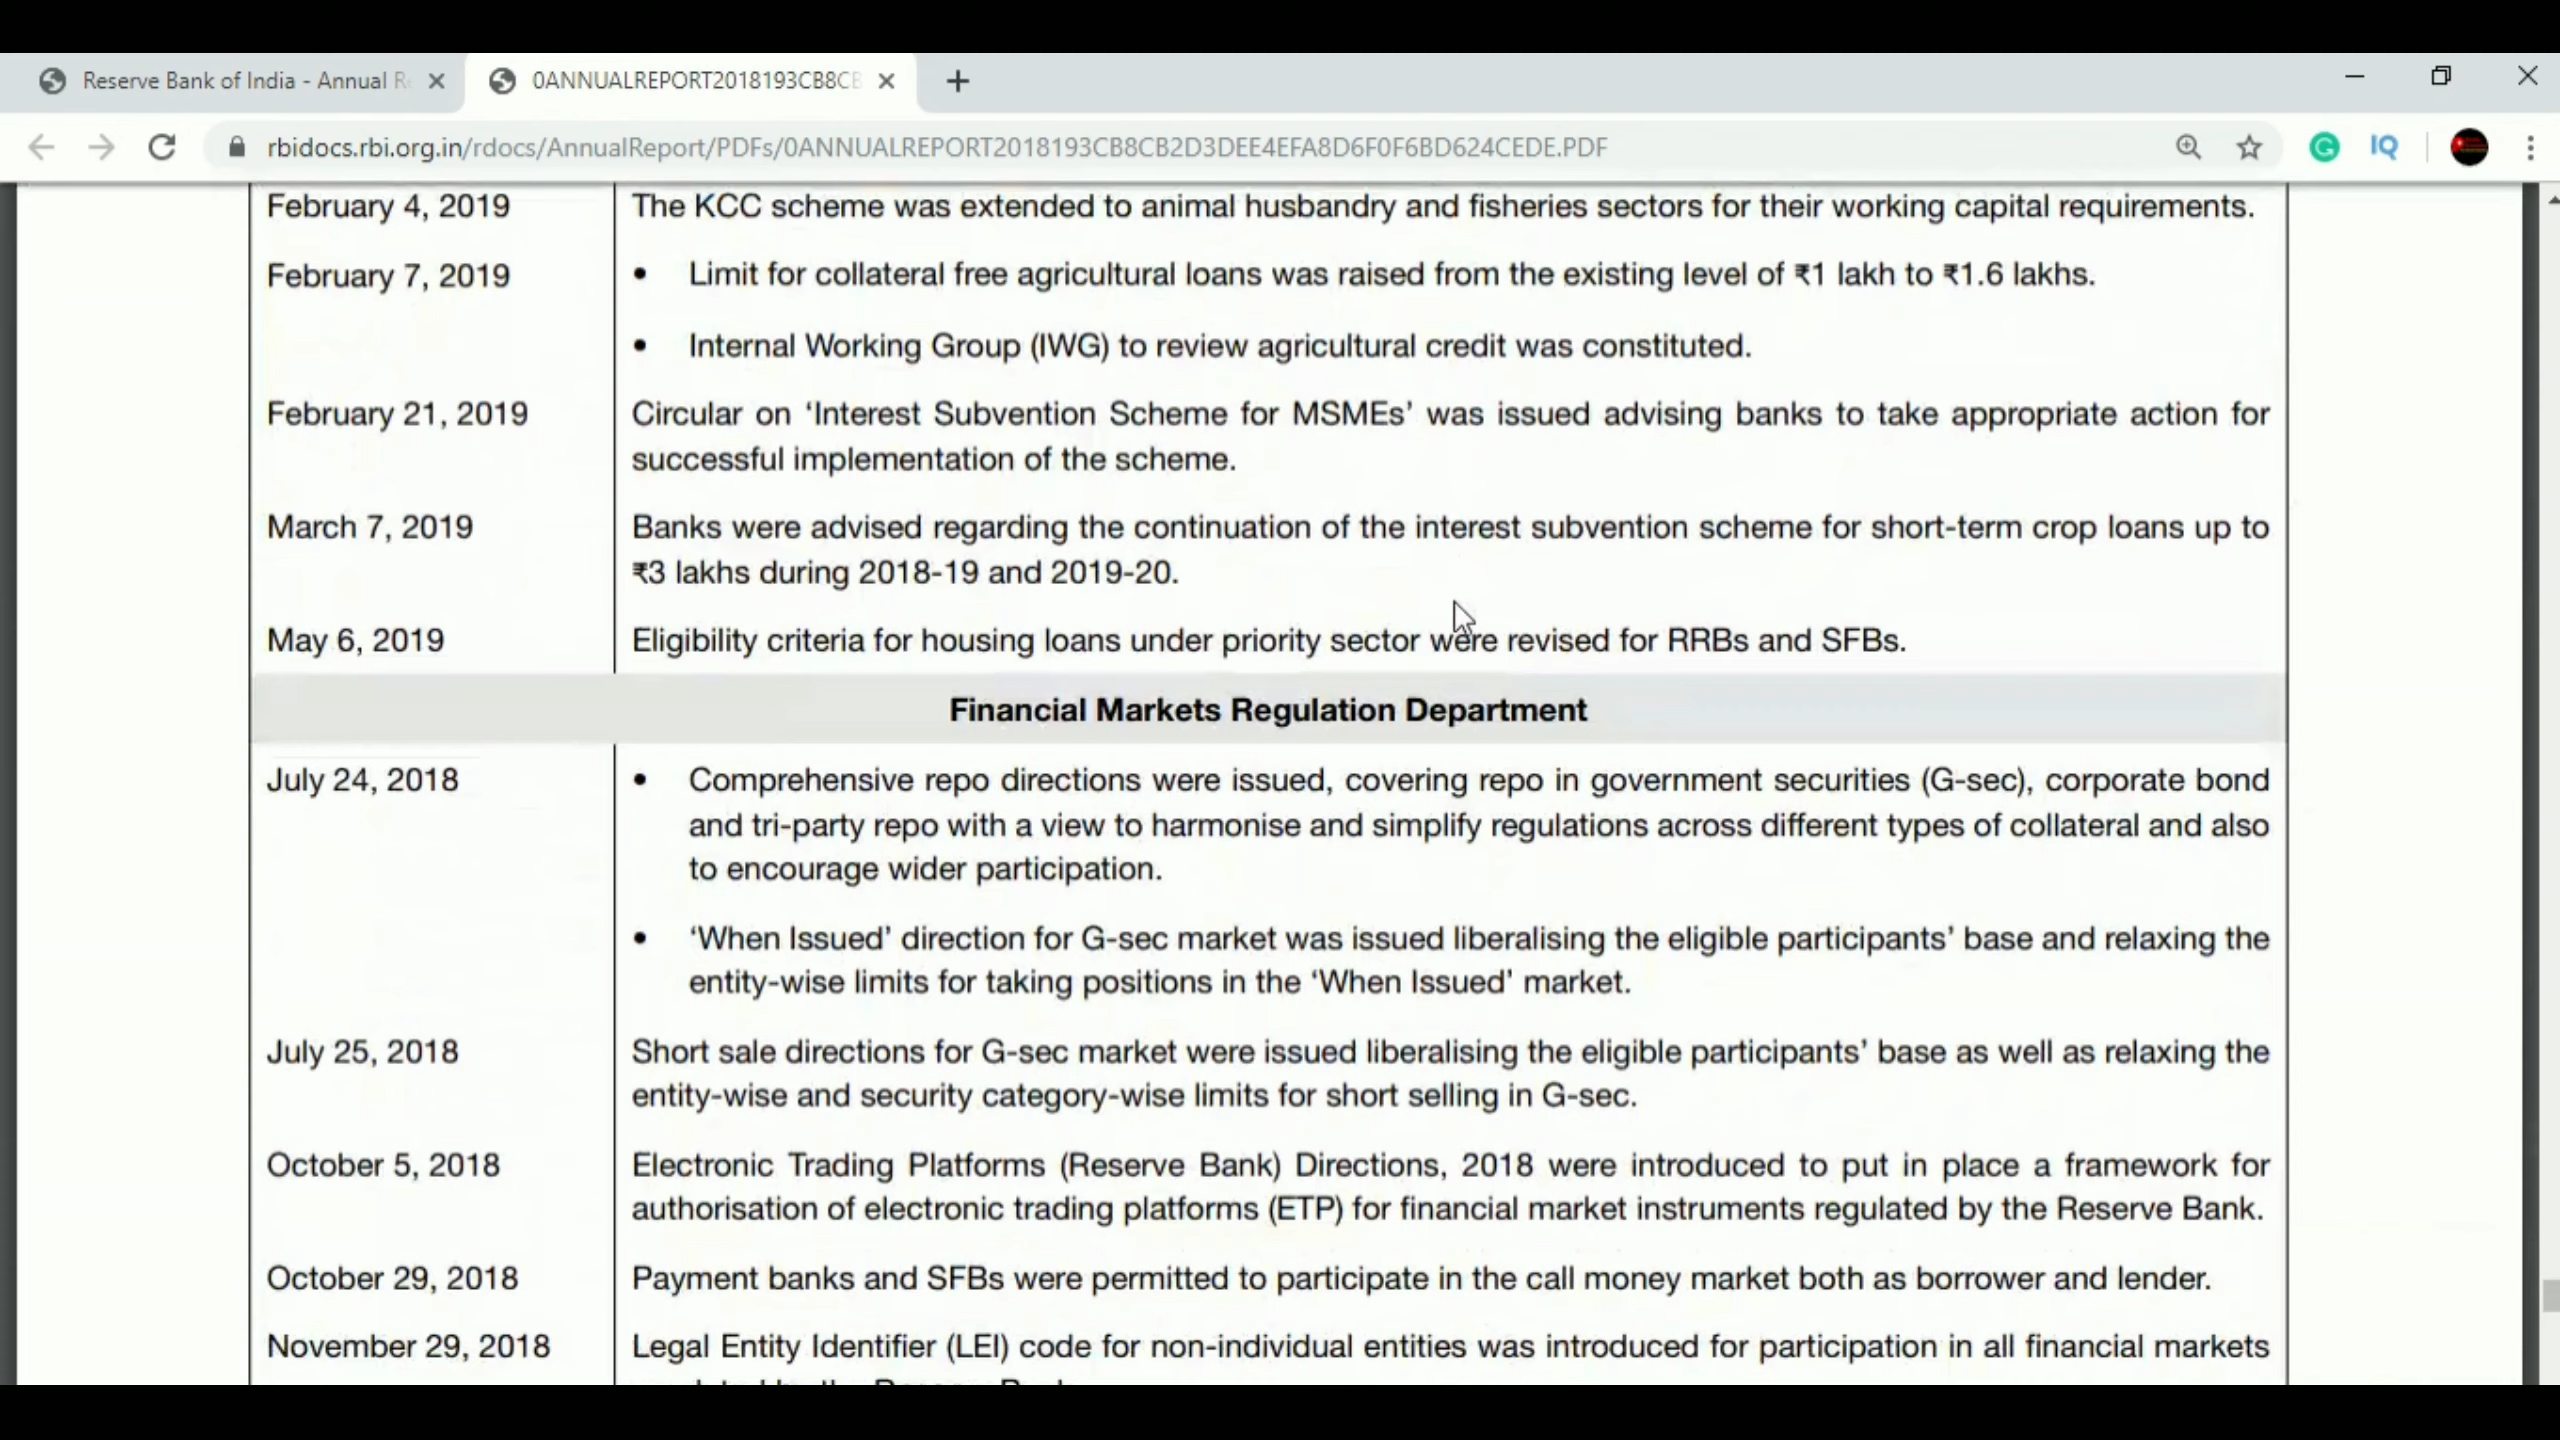 Reserve Bank of India - Annual R
0ANNUALREPORT2018193CB8CB
rbidocs.rbi.org.in/rdocs/AnnualReport/PDFs/0ANNUALREPORT2018193CB8CB2D3DEE4EFA8D6F0F6BD624CEDE.PDF
IQ
February 4, 2019 The KCC scheme was extended to animal husbandry and fisheries sectors for their working capital requirements.
February 7, 2019 • Limit for collateral free agricultural loans was raised from the existing level of ₹1 lakh to ₹1.6 lakhs.
• Internal Working Group (IWG) to review agricultural credit was constituted.
February 21, 2019 Circular on ‘Interest Subvention Scheme for MSMEs’ was issued advising banks to take appropriate action for
successful implementation of the scheme.
March 7, 2019 Banks were advised regarding the continuation of the interest subvention scheme for short-term crop loans up to
₹3 lakhs during 2018-19 and 2019-20.
May 6, 2019 Eligibility criteria for housing loans under priority sector were revised for RRBs and SFBs.
Financial Markets Regulation Department
July 24, 2018 • Comprehensive repo directions were issued, covering repo in government securities (G-sec), corporate bond
and tri-party repo with a view to harmonise and simplify regulations across different types of collateral and also
to encourage wider participation.
• ‘When Issued’ direction for G-sec market was issued liberalising the eligible participants’ base and relaxing the
entity-wise limits for taking positions in the ‘When Issued’ market.
July 25, 2018 Short sale directions for G-sec market were issued liberalising the eligible participants’ base as well as relaxing the
entity-wise and security category-wise limits for short selling in G-sec.
October 5, 2018 Electronic Trading Platforms (Reserve Bank) Directions, 2018 were introduced to put in place a framework for
authorisation of electronic trading platforms (ETP) for financial market instruments regulated by the Reserve Bank.
October 29, 2018 Payment banks and SFBs were permitted to participate in the call money market both as borrower and lender.
November 29, 2018 Legal Entity Identifier (LEI) code for non-individual entities was introduced for participation in all financial markets